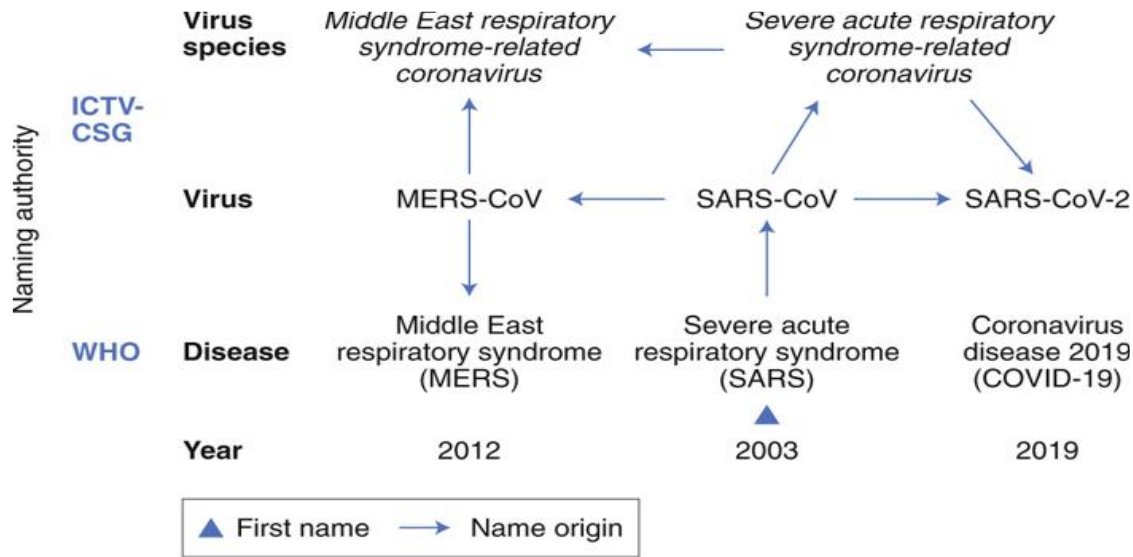 Virus species
Middle East respiratory syndrome-related coronavirus
Severe acute respiratory syndrome-related coronavirus
Naming authority
ICTV-CSG
Virus
MERS-CoV
SARS-CoV
SARS-CoV-2
WHO
Disease
Middle East respiratory syndrome (MERS)
Severe acute respiratory syndrome (SARS)
Coronavirus disease 2019 (COVID-19)
Year
2012
2003
2019
First name
Name origin